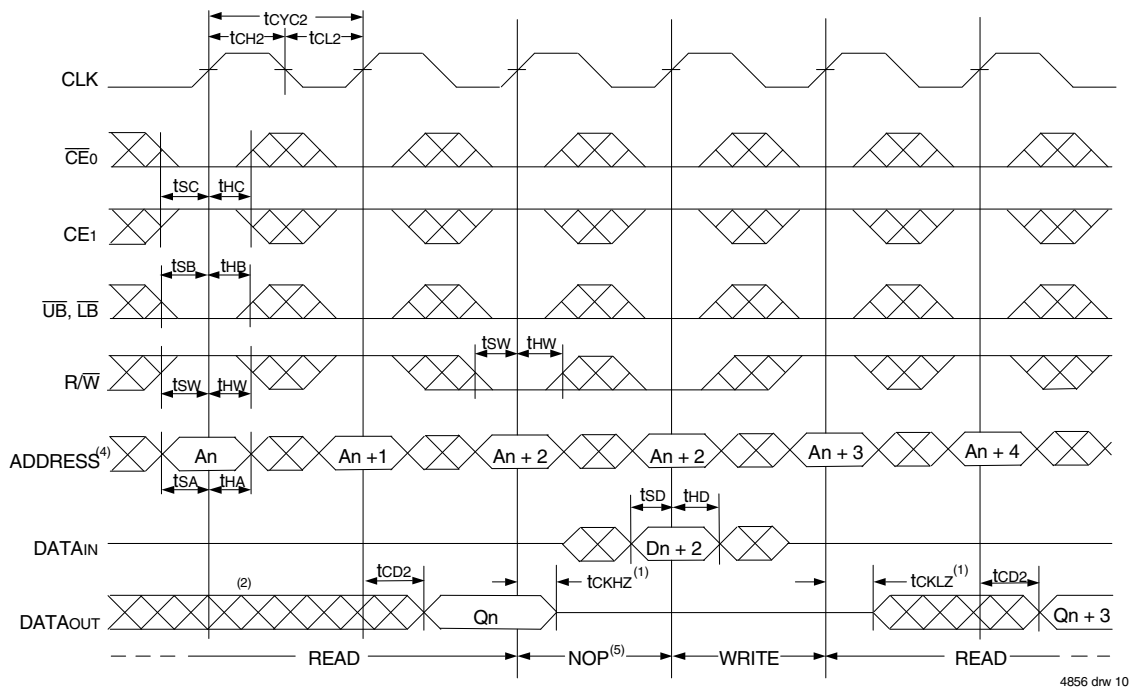 tCYC2
tCH2 tCL2
CLK
CE0
tSC tHC
CE1
tSB tHB
UB, LB
tSW tHW
R/W
tSW tHW
ADDRESS(4) An An +1 An + 2 An + 2 An + 3 An + 4
tSA tHA
tSD tHD
DATAIN Dn + 2
tCD2 tCKHZ(1) tCKLZ(1) tCD2
(2)
DATAOUT Qn Qn + 3
READ NOP(5) WRITE READ
4856 drw 10